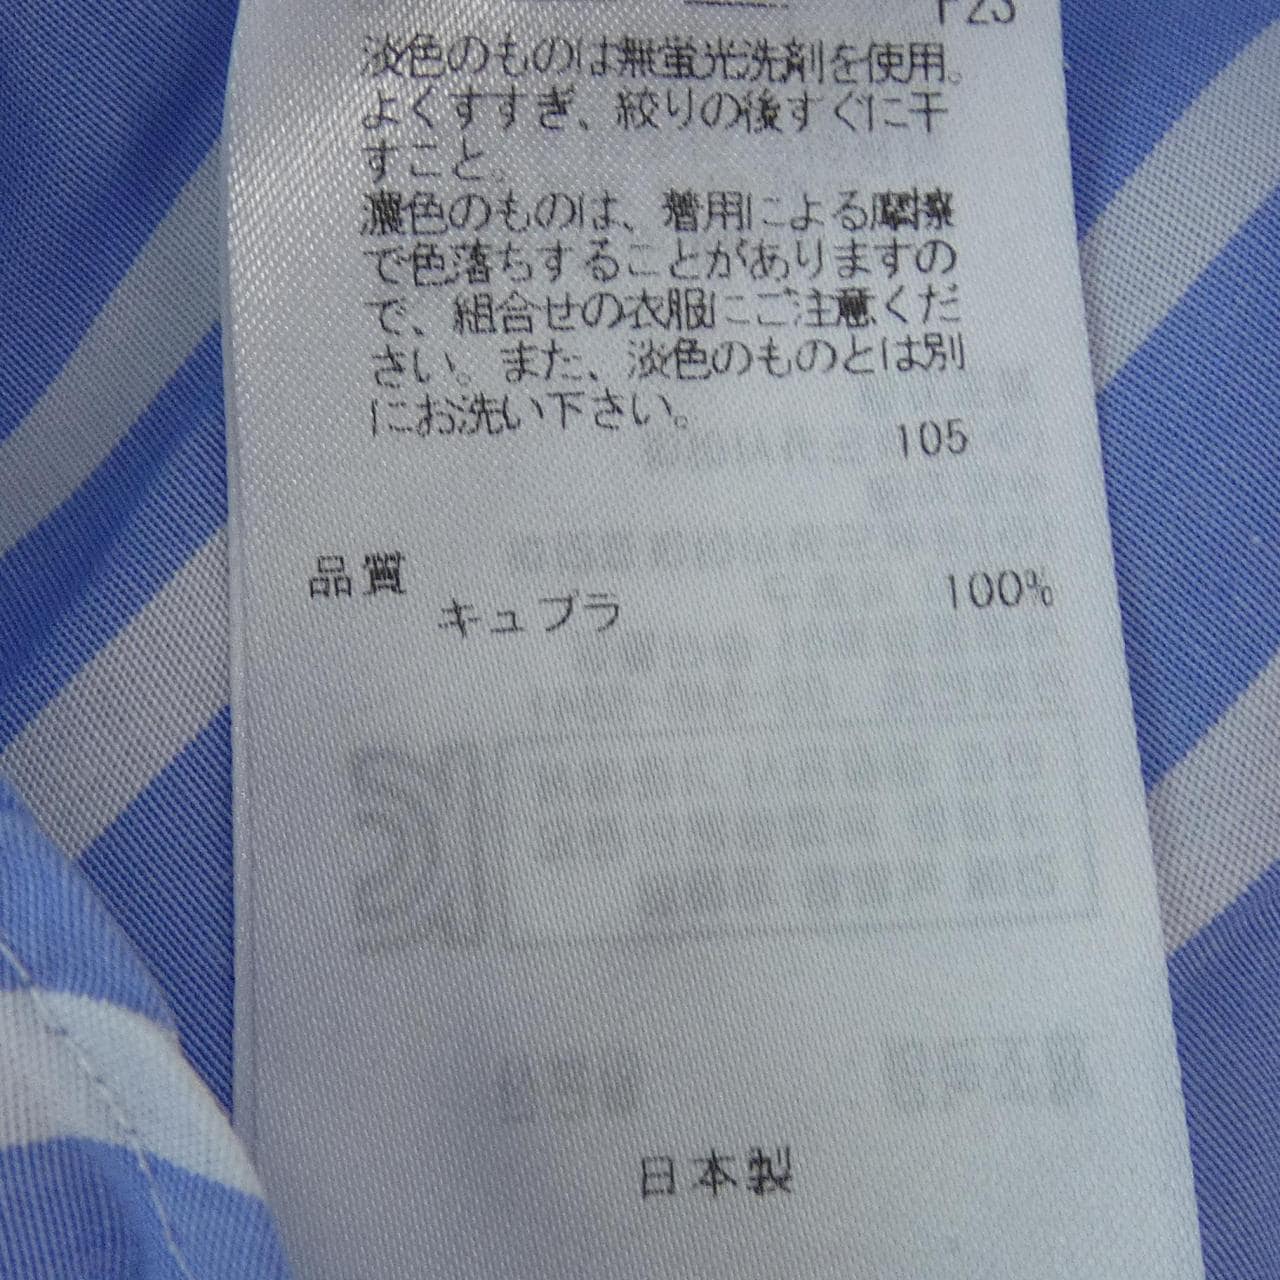 F23
淡色のものは無蛍光洗剤を使用。
よくすすぎ、絞りの後すぐに干
すこと。
濃色のものは、着用による摩擦
で色落ちすることがありますの
で、組合せの衣服にご注意くだ
さい。また、淡色のものとは別
にお洗い下さい。
105
品質
キュプラ 100%
日本製